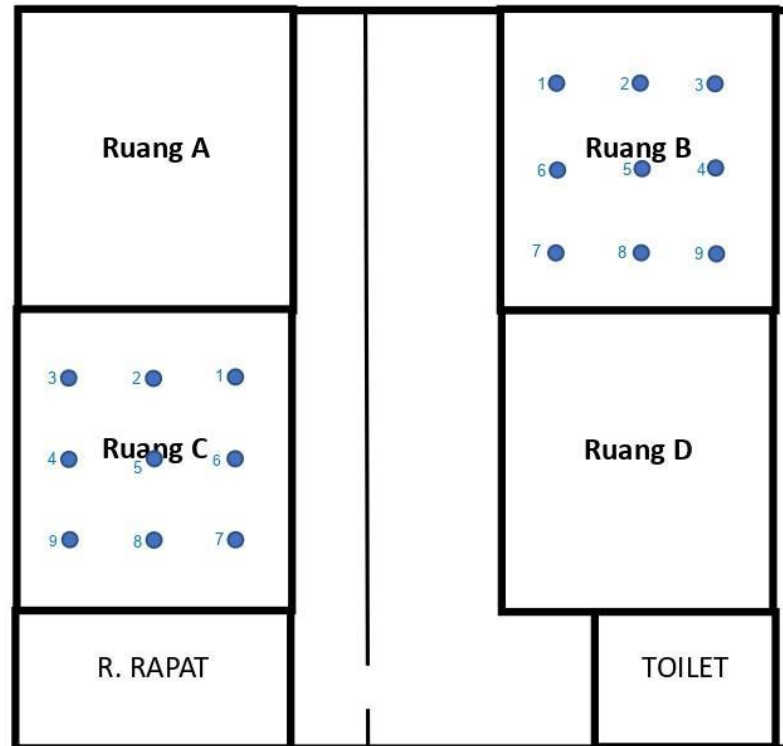 1 2 3
Ruang A
Ruang B
6 5 4
7 8 9
3 2 1
Ruang C
Ruang D
4 5 6
9 8 7
R. RAPAT
TOILET